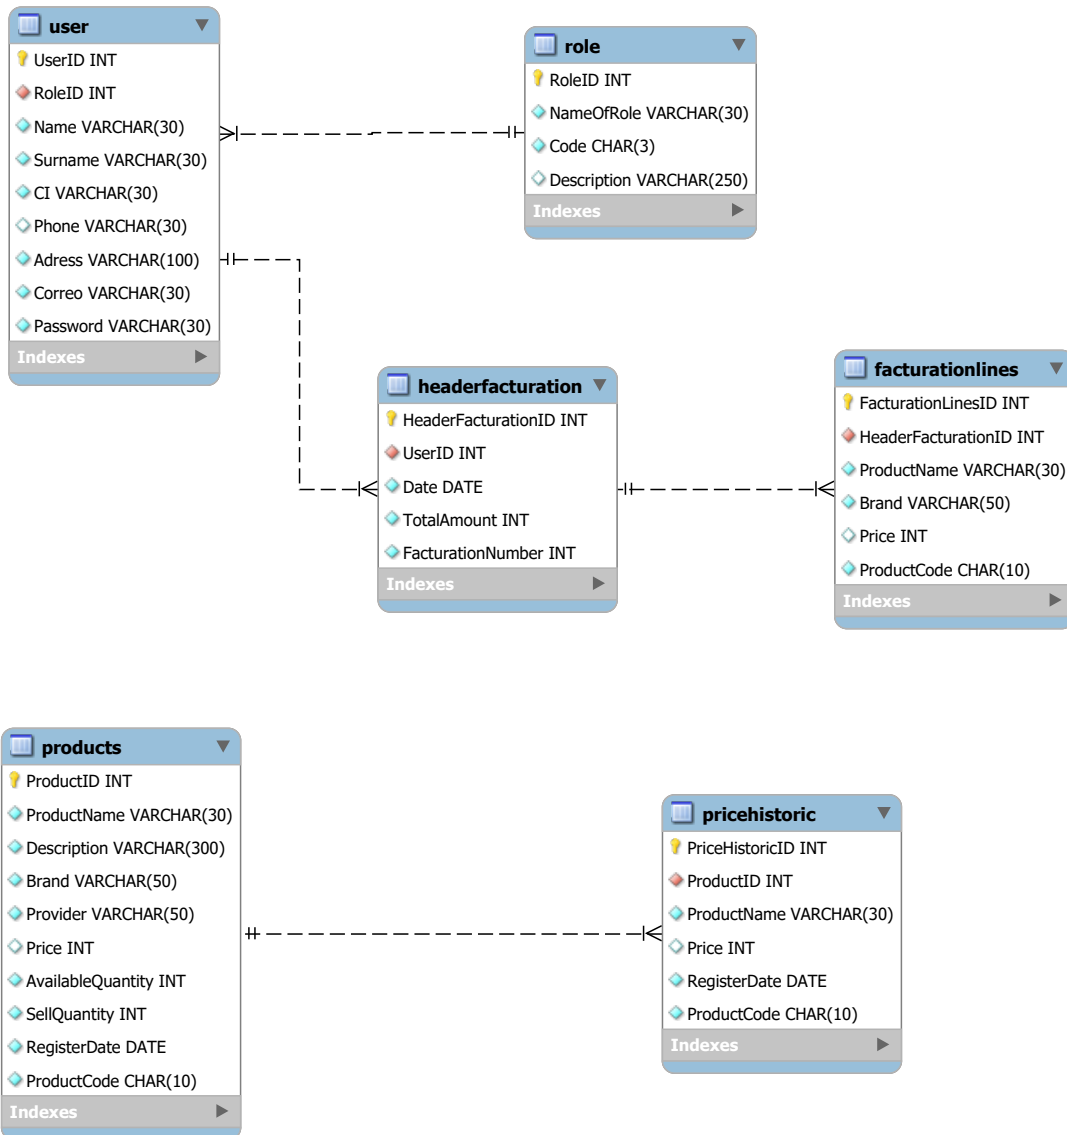 user
UserID INT
RoleID INT
Name VARCHAR(30)
Surname VARCHAR(30)
CI VARCHAR(30)
Phone VARCHAR(30)
Adress VARCHAR(100)
Correo VARCHAR(30)
Password VARCHAR(30)
Indexes
role
RoleID INT
NameOfRole VARCHAR(30)
Code CHAR(3)
Description VARCHAR(250)
Indexes
headerfacturation
HeaderFacturationID INT
UserID INT
Date DATE
TotalAmount INT
FacturationNumber INT
Indexes
facturationlines
FacturationLinesID INT
HeaderFacturationID INT
ProductName VARCHAR(30)
Brand VARCHAR(50)
Price INT
ProductCode CHAR(10)
Indexes
products
ProductID INT
ProductName VARCHAR(30)
Description VARCHAR(300)
Brand VARCHAR(50)
Provider VARCHAR(50)
Price INT
AvailableQuantity INT
SellQuantity INT
RegisterDate DATE
ProductCode CHAR(10)
Indexes
pricehistoric
PriceHistoricID INT
ProductID INT
ProductName VARCHAR(30)
Price INT
RegisterDate DATE
ProductCode CHAR(10)
Indexes